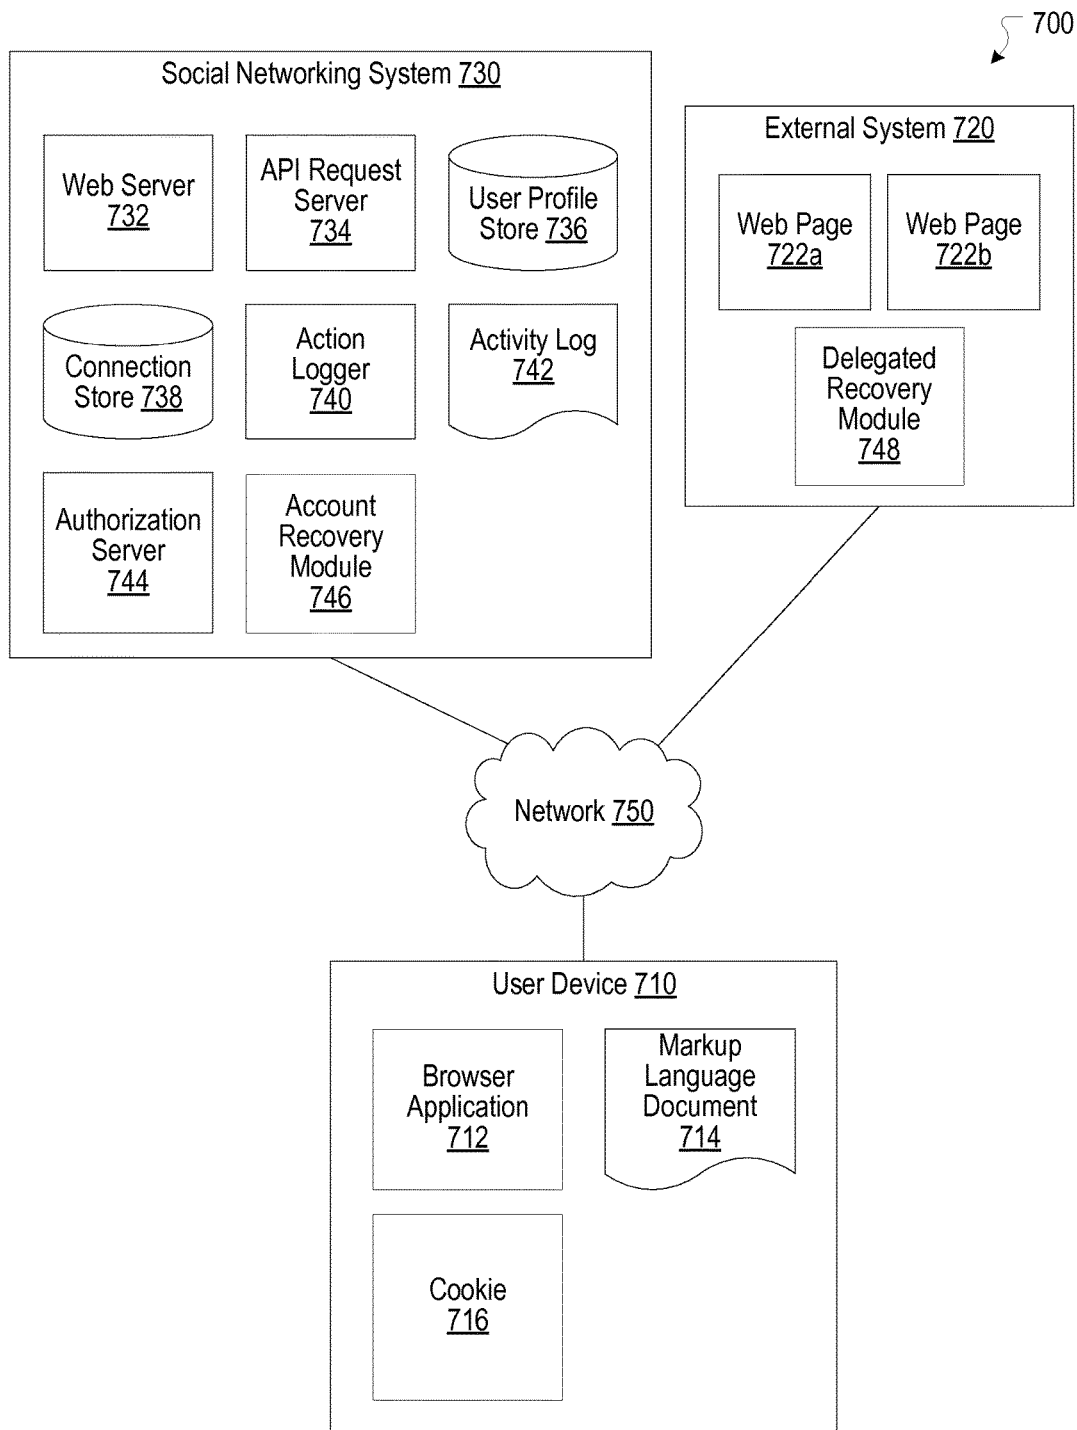 700
Social Networking System 730
Web Server
732
API Request
Server
734
User Profile
Store 736
Connection
Store 738
Action
Logger
740
Activity Log
742
Authorization
Server
744
Account
Recovery
Module
746
External System 720
Web Page
722a
Web Page
722b
Delegated
Recovery
Module
748
Network 750
User Device 710
Browser
Application
712
Markup
Language
Document
714
Cookie
716